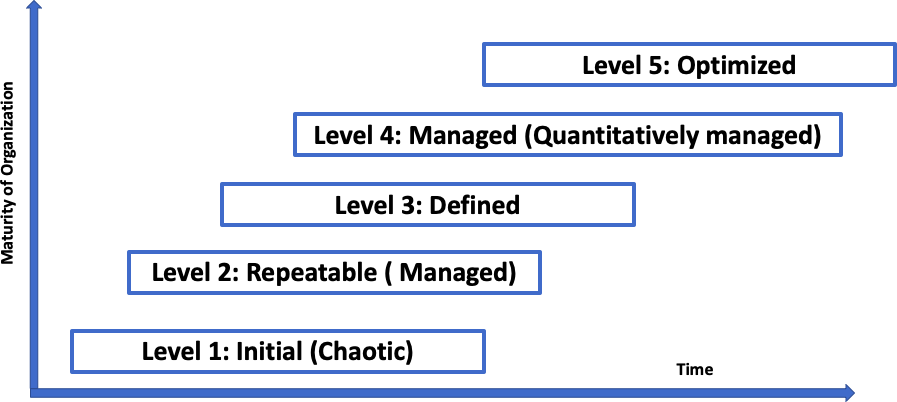 Level 5: Optimized
Level 4: Managed (Quantitatively managed)
Level 3: Defined
Level 2: Repeatable ( Managed)
Level 1: Initial (Chaotic)
Maturity of Organization
Time